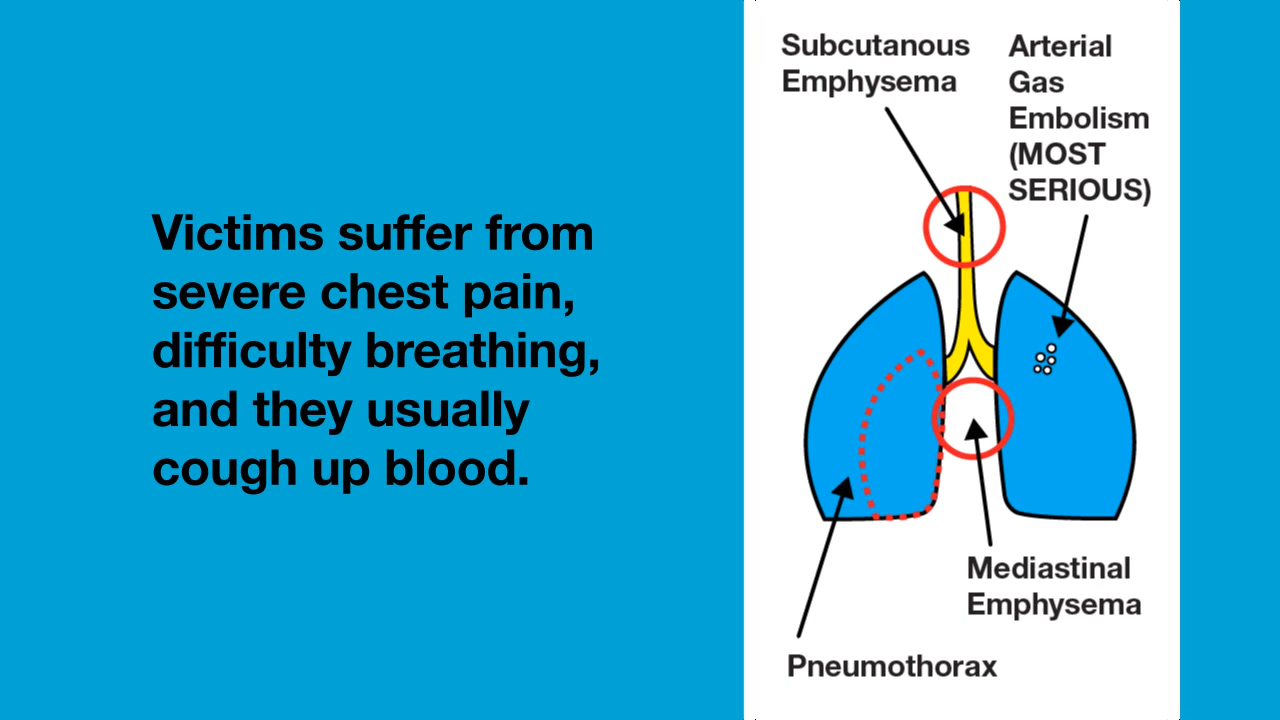 Victims suffer from
severe chest pain,
difficulty breathing,
and they usually
cough up blood.
Subcutanous
Emphysema
Arterial
Gas
Embolism
(MOST
SERIOUS)
Mediastinal
Emphysema
Pneumothorax